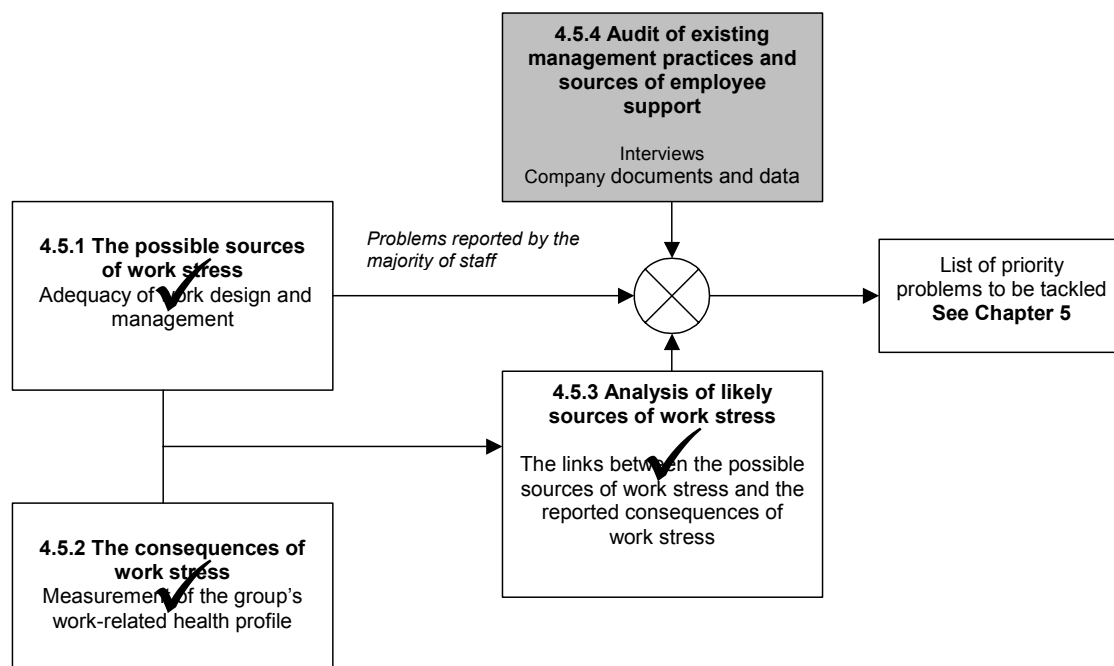 4.5.4 Audit of existing
management practices and
sources of employee
support
Interviews
Company documents and data
4.5.1 The possible sources
of work stress
Adequacy of work design and
management
Problems reported by the
majority of staff
List of priority
problems to be tackled
See Chapter 5
4.5.3 Analysis of likely
sources of work stress
The links between the possible
sources of work stress and the
reported consequences of
work stress
4.5.2 The consequences of
work stress
Measurement of the group’s
work-related health profile